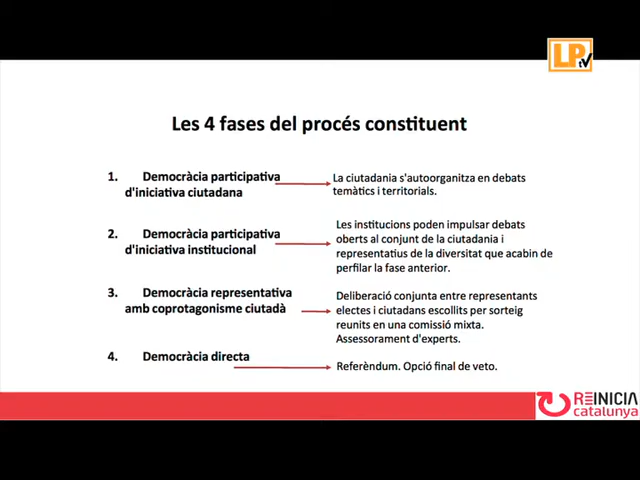 LP
tv
Les 4 fases del procés constituent
1. Democràcia participativa
d'iniciativa ciutadana
La ciutadania s'autoorganitza en debats
temàtics i territorials.
2. Democràcia participativa
d'iniciativa institucional
Les institucions poden impulsar debats
oberts al conjunt de la ciutadania i
representatius de la diversitat que acabin de
perfilar la fase anterior.
3. Democràcia representativa
amb coprotagonisme ciutadà
Deliberació conjunta entre representants
electes i ciutadans escollits per sorteig
reunits en una comissió mixta.
Assessorament d'experts.
4. Democràcia directa
Referèndum. Opció final de veto.
REINICIA
catalunya